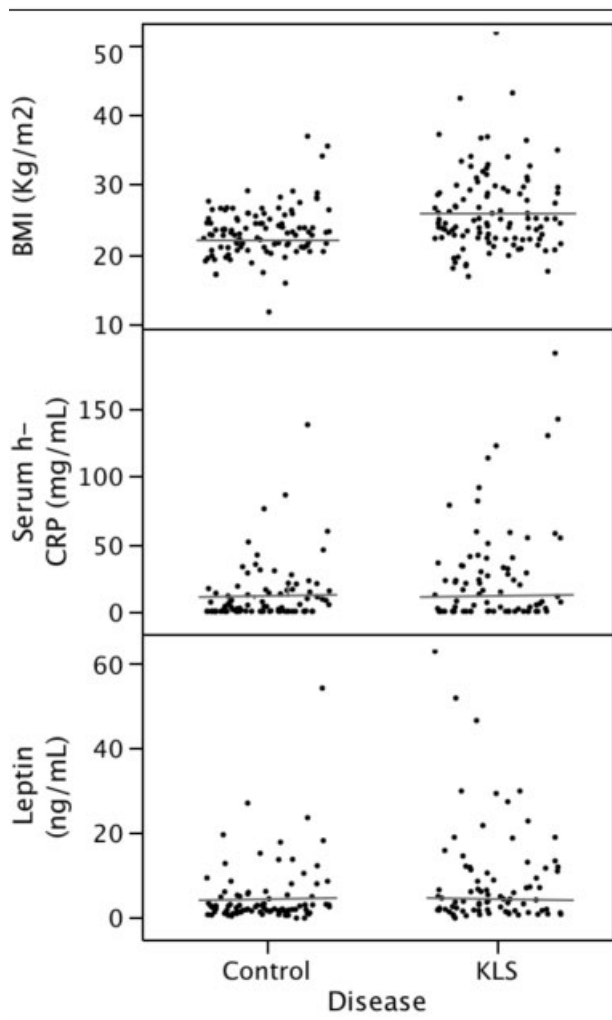 BMI (Kg/m2)
50
40
30
20
10
Serum h-
CRP (mg/mL)
150
100
50
0
Leptin
(ng/mL)
60
40
20
0
Control
KLS
Disease